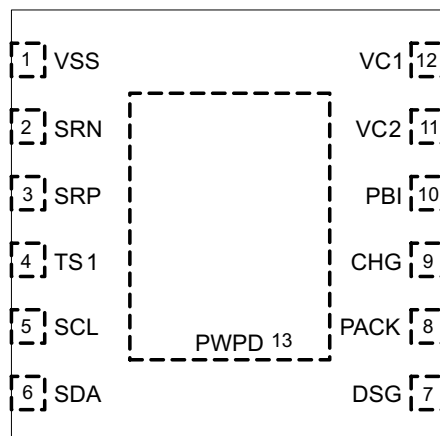 1 VSS VC1 12
2 SRN VC2 11
3 SRP PBI 10
4 TS1 CHG 9
5 SCL PACK 8
PWPD 13
6 SDA DSG 7